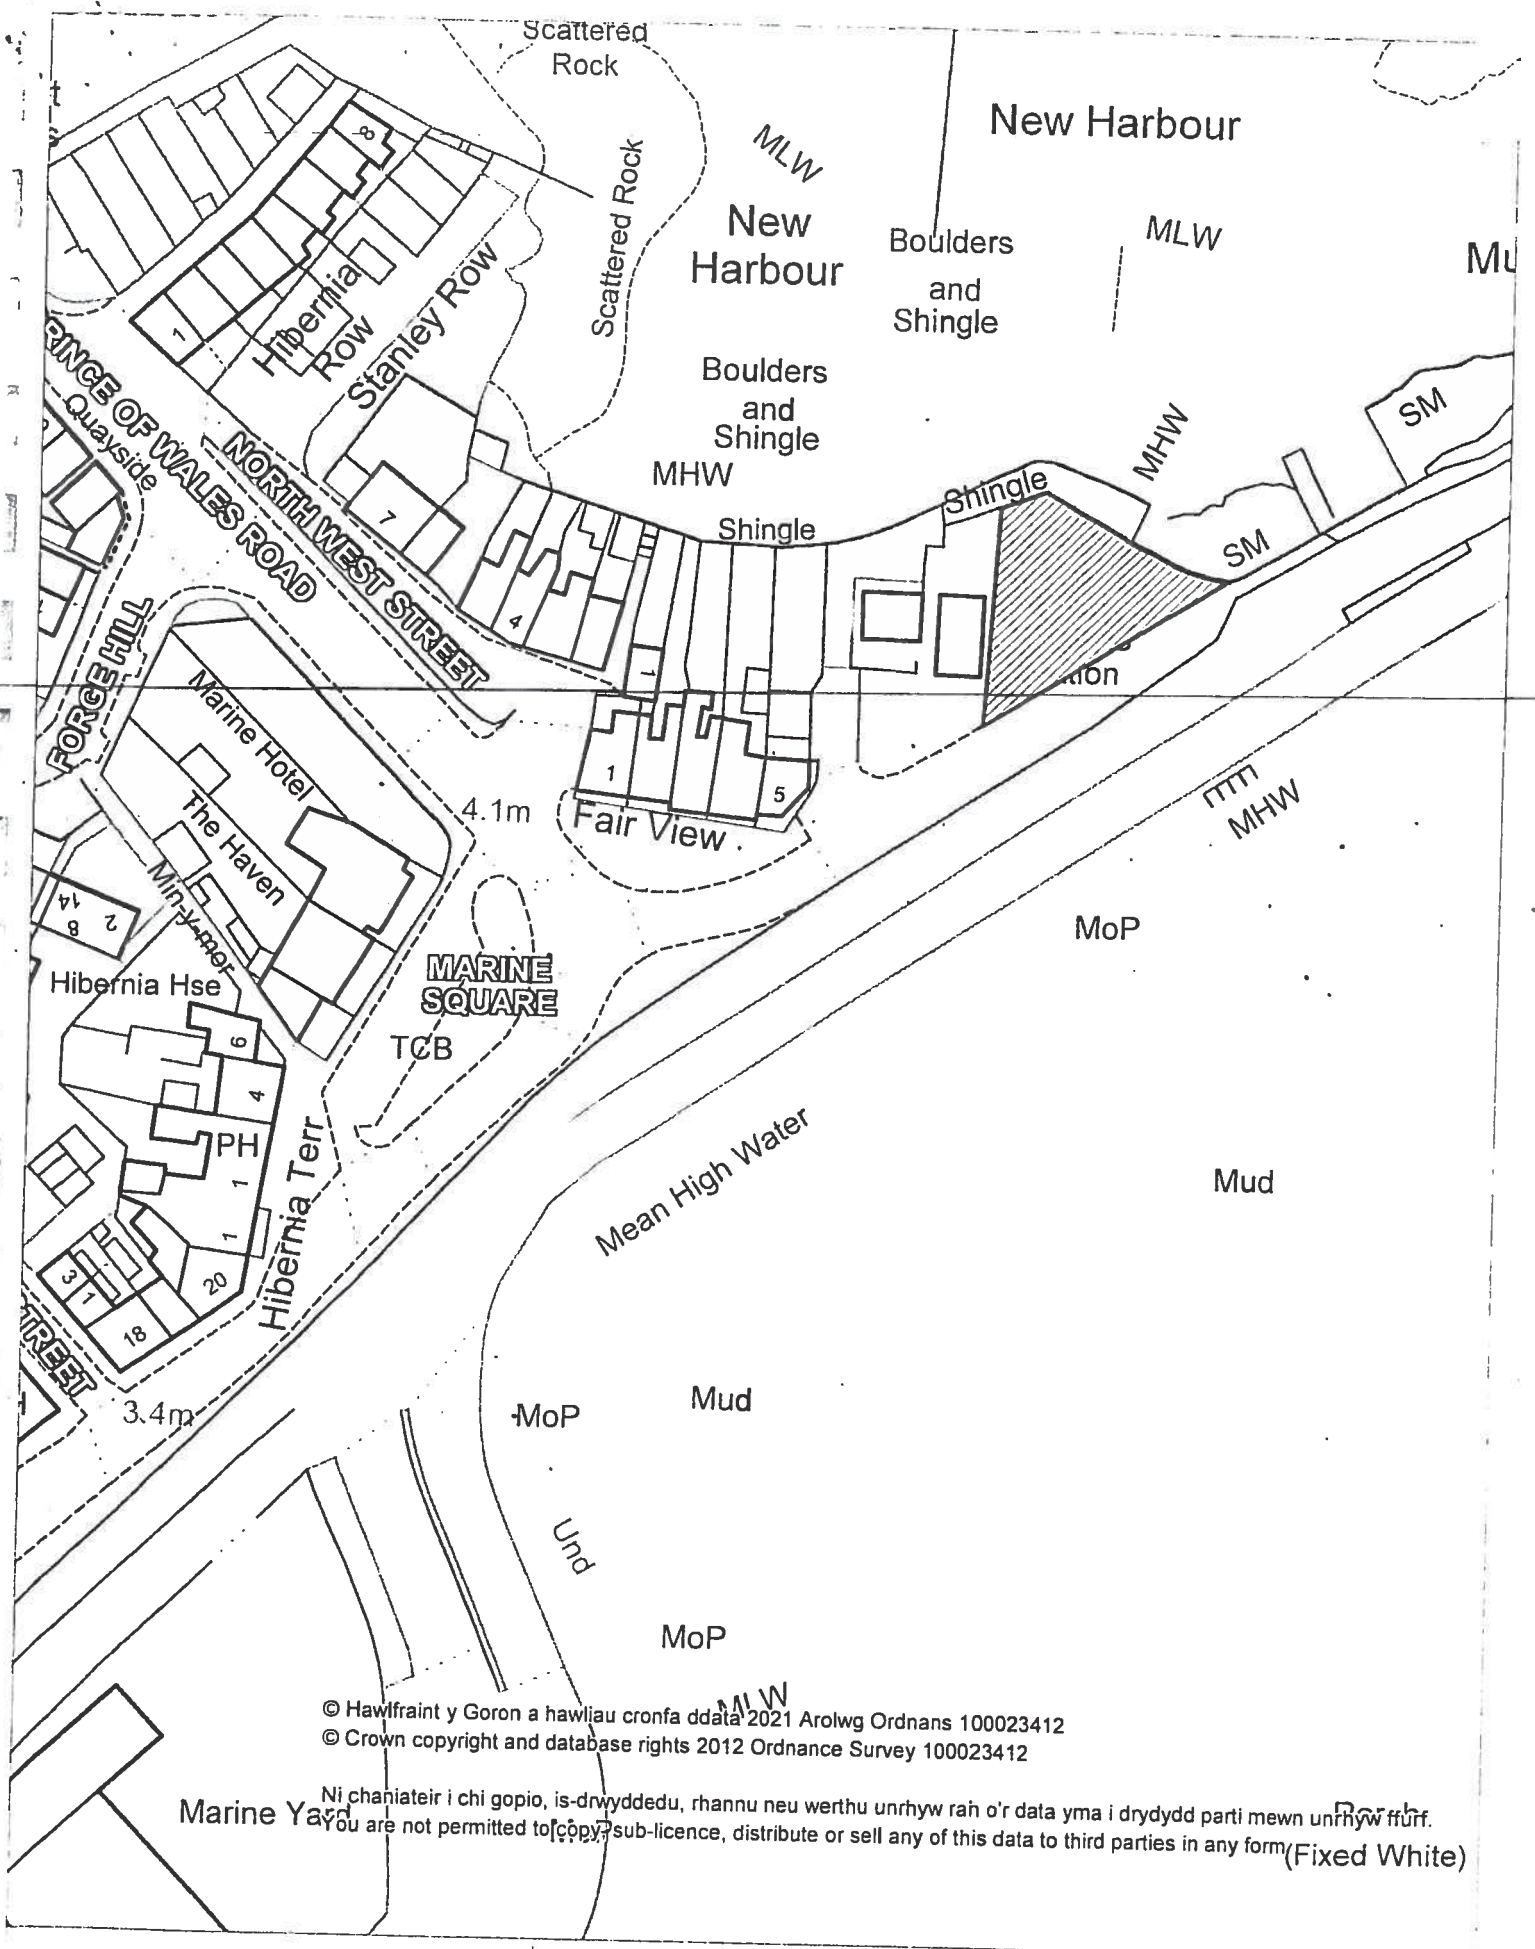 Scattered
Rock
New Harbour
MLW
Scattered Rock
8
New
Harbour
Boulders
and
Shingle
MLW
Hibernia
Row
Stanley Row
1
Boulders
and
Shingle
MHW
MHW
SM
RINCE OF WALES ROAD
Quayside
NORTH WEST STREET
7
Shingle
Shingle
SM
4
1
FORGE HILL
Marine Hotel
The Haven
Min-y-mor
4.1m
1
5
Fair View
MHW
14
8
2
MARINE
SQUARE
MoP
Hibernia Hse
TCB
6
4
PH
1
1
Hibernia Terr
Mean High Water
Mud
3
1
20
18
TREET
3.4m
MoP
Mud
Und
MoP
MLW
© Hawlfraint y Goron a hawliau cronfa ddata 2021 Arolwg Ordnans 100023412
© Crown copyright and database rights 2012 Ordnance Survey 100023412
Marine Yard
Ni chaniateir i chi gopio, is-drwyddedu, rhannu neu werthu unrhyw ran o'r data yma i drydydd parti mewn unrhyw ffurf.
You are not permitted to copy, sub-licence, distribute or sell any of this data to third parties in any form
(Fixed White)